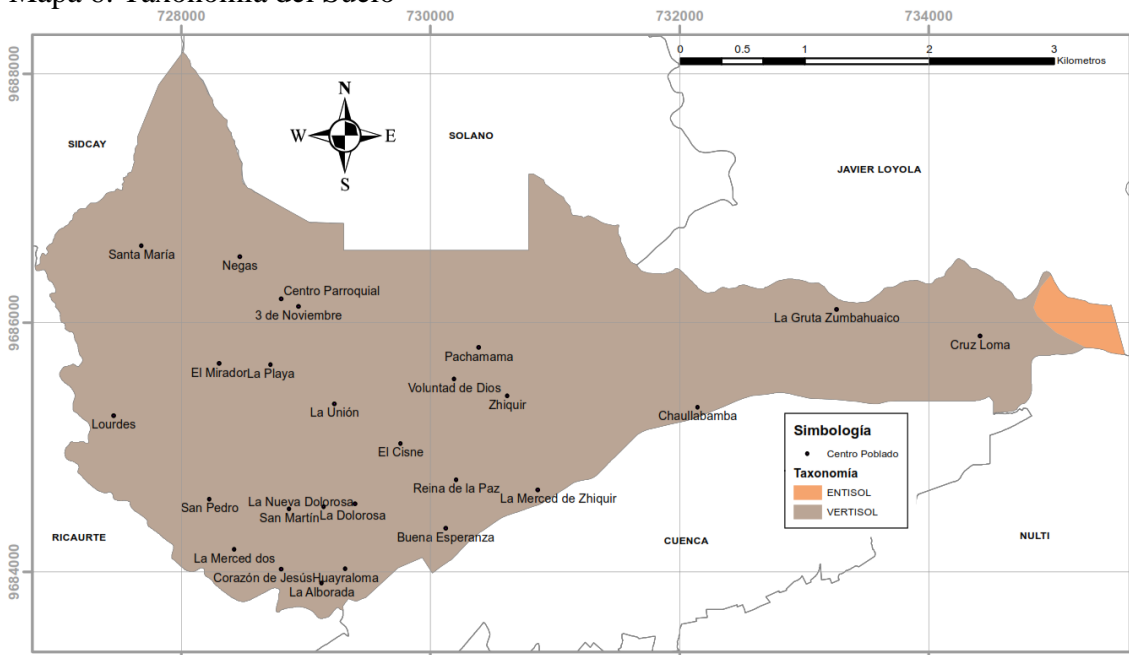 Mapa 6. Taxonomía del Suelo
728000 730000 732000 734000
0 0.5 1 2 3
Kilometros
9688000
N
W E
S
SIDCAY
SOLANO
JAVIER LOYOLA
Santa María
Negas
Centro Parroquial
3 de Noviembre
La Gruta Zumbahuaico
9686000
Cruz Loma
Pachamama
El Mirador
La Playa
Voluntad de Dios
Zhiquir
La Unión
Chaullabamba
Lourdes
El Cisne
Reina de la Paz
La Merced de Zhiquir
La Nueva Dolorosa
San Pedro
San Martín
La Dolorosa
Buena Esperanza
RICAURTE
CUENCA
NULTI
La Merced dos
9684000
Corazón de Jesús
Huayraloma
La Alborada
Simbología
Centro Poblado
Taxonomía
ENTISOL
VERTISOL